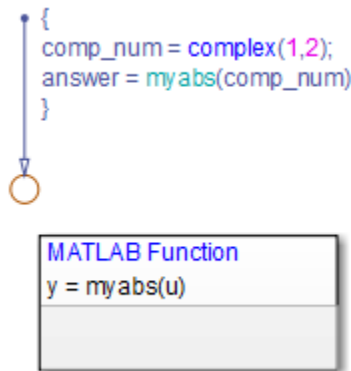 {
comp_num = complex(1,2);
answer = myabs(comp_num)
}
MATLAB Function
y = myabs(u)